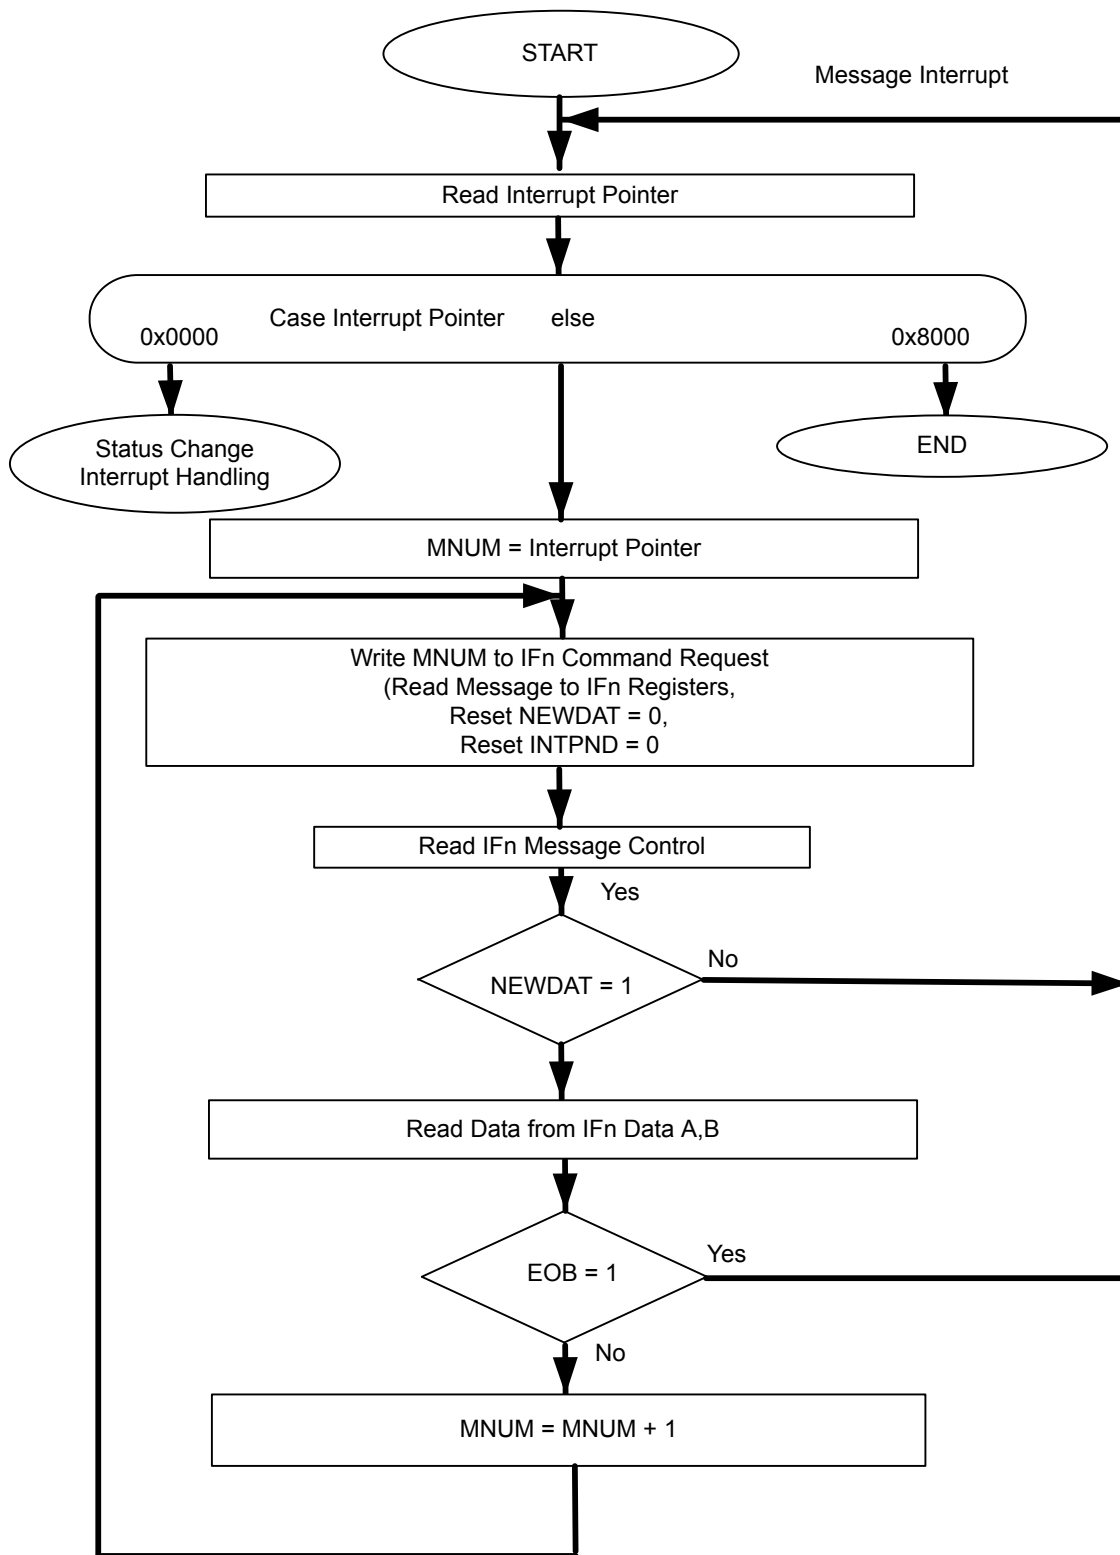 START
Message Interrupt
Read Interrupt Pointer
Case Interrupt Pointer else
0x0000 0x8000
Status Change
Interrupt Handling
END
MNUM = Interrupt Pointer
Write MNUM to IFn Command Request
(Read Message to IFn Registers,
Reset NEWDAT = 0,
Reset INTPND = 0
Read IFn Message Control
Yes
No
NEWDAT = 1
Read Data from IFn Data A,B
Yes
EOB = 1
No
MNUM = MNUM + 1